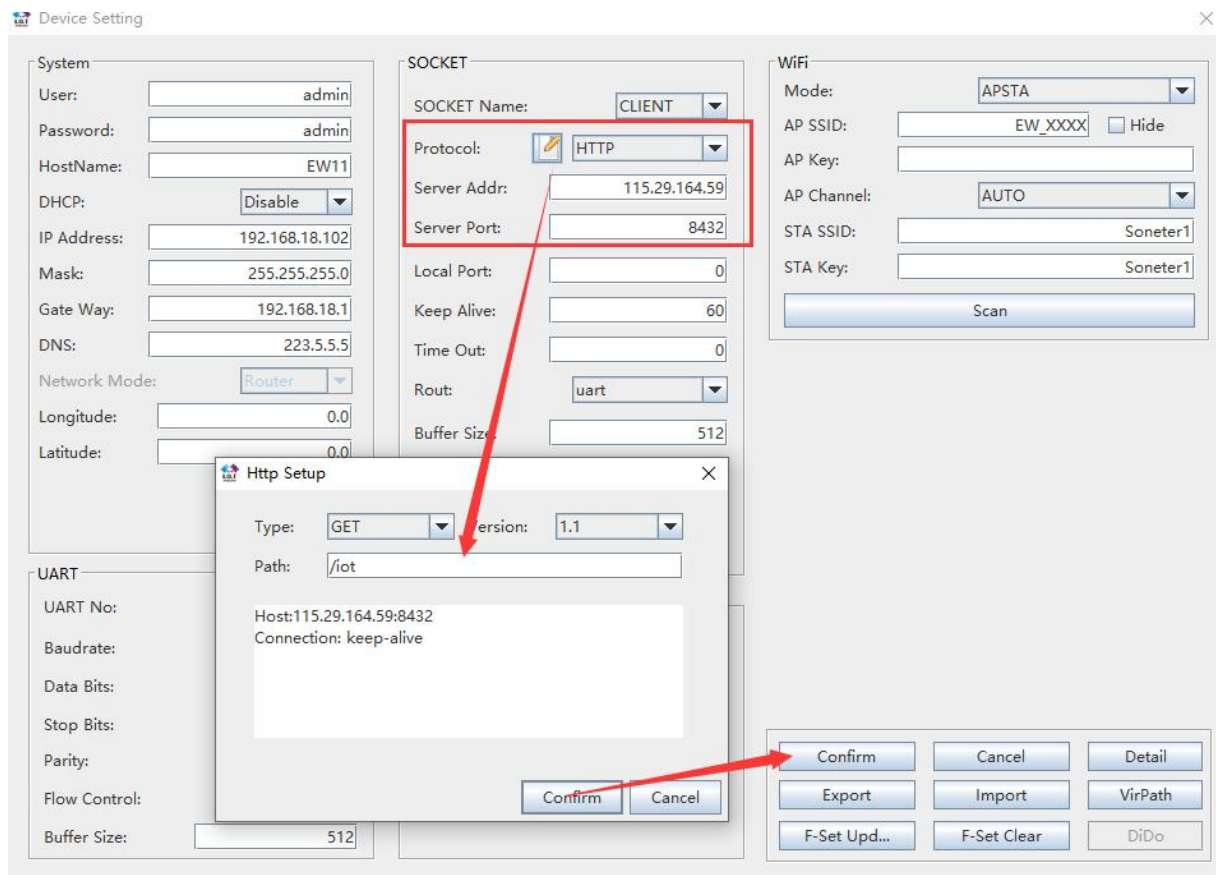 Device Setting
System
User: admin
Password: admin
HostName: EW11
DHCP: Disable
IP Address: 192.168.18.102
Mask: 255.255.255.0
Gate Way: 192.168.18.1
DNS: 223.5.5.5
Network Mode: Router
Longitude: 0.0
Latitude: 0.0
SOCKET
SOCKET Name: CLIENT
Protocol: HTTP
Server Addr: 115.29.164.59
Server Port: 8432
Local Port: 0
Keep Alive: 60
Time Out: 0
Rout: uart
Buffer Size: 512
WiFi
Mode: APSTA
AP SSID: EW_XXXX Hide
AP Key:
AP Channel: AUTO
STA SSID: Soneter1
STA Key: Soneter1
Scan
Http Setup
Type: GET Version: 1.1
Path: /iot
Host:115.29.164.59:8432
Connection: keep-alive
Confirm Cancel
UART
UART No:
Baudrate:
Data Bits:
Stop Bits:
Parity:
Flow Control:
Buffer Size: 512
Confirm Cancel Detail
Export Import VirPath
F-Set Upd... F-Set Clear DiDo